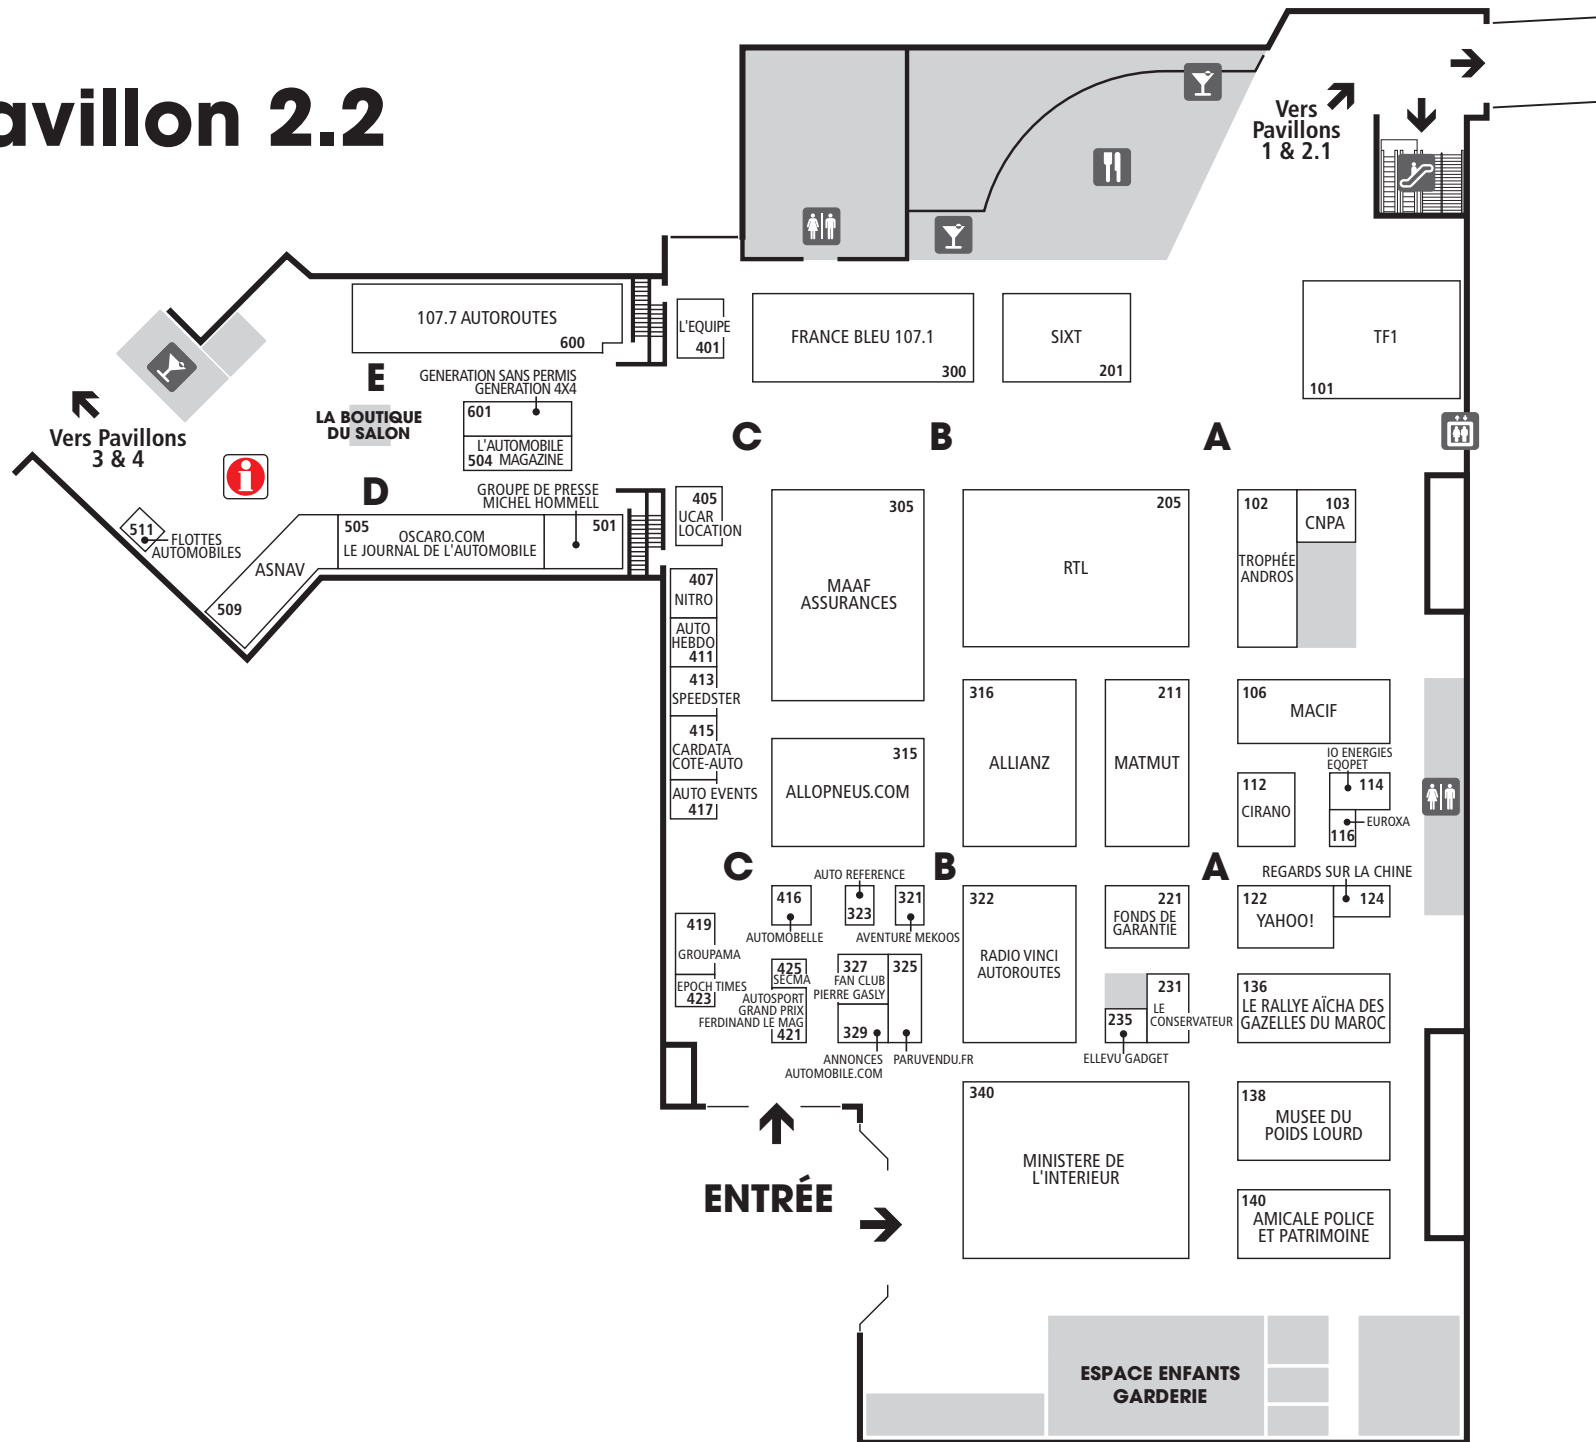 avillon 2.2
Vers
Pavillons
1 & 2.1
107.7 AUTOROUTES
600
L'EQUIPE
401
FRANCE BLEU 107.1
300
SIXT
201
TF1
101
E
GENERATION SANS PERMIS
GENERATION 4X4
601
LA BOUTIQUE
DU SALON
L'AUTOMOBILE
504 MAGAZINE
Vers Pavillons
3 & 4
C
B
A
D
GROUPE DE PRESSE
MICHEL HOMMELL
511
FLOTTES
AUTOMOBILES
505
OSCARO.COM
LE JOURNAL DE L'AUTOMOBILE
501
ASNAV
509
405
UCAR
LOCATION
305
MAAF
ASSURANCES
205
RTL
102
TROPHÉE
ANDROS
103
CNPA
407
NITRO
AUTO
HEBDO
411
413
SPEEDSTER
415
CARDATA
COTE-AUTO
AUTO EVENTS
417
315
ALLOPNEUS.COM
316
ALLIANZ
211
MATMUT
106
MACIF
IO ENERGIES
EQOPET
114
112
CIRANO
EUROXA
116
C
B
A
AUTO REFERENCE
REGARDS SUR LA CHINE
416
AUTOMOBELLE
323
321
AVENTURE MEKOOS
322
RADIO VINCI
AUTOROUTES
221
FONDS DE
GARANTIE
122
YAHOO!
124
419
GROUPAMA
EPOCH TIMES
423
425
SECMA
AUTOSPORT
GRAND PRIX
FERDINAND LE MAG
421
327
FAN CLUB
PIERRE GASLY
325
329
ANNONCES
AUTOMOBILE.COM
PARUVENDU.FR
231
LE
CONSERVATEUR
235
ELLEVU GADGET
136
LE RALLYE AÏCHA DES
GAZELLES DU MAROC
340
MINISTERE DE
L'INTERIEUR
138
MUSEE DU
POIDS LOURD
ENTRÉE
140
AMICALE POLICE
ET PATRIMOINE
ESPACE ENFANTS
GARDERIE